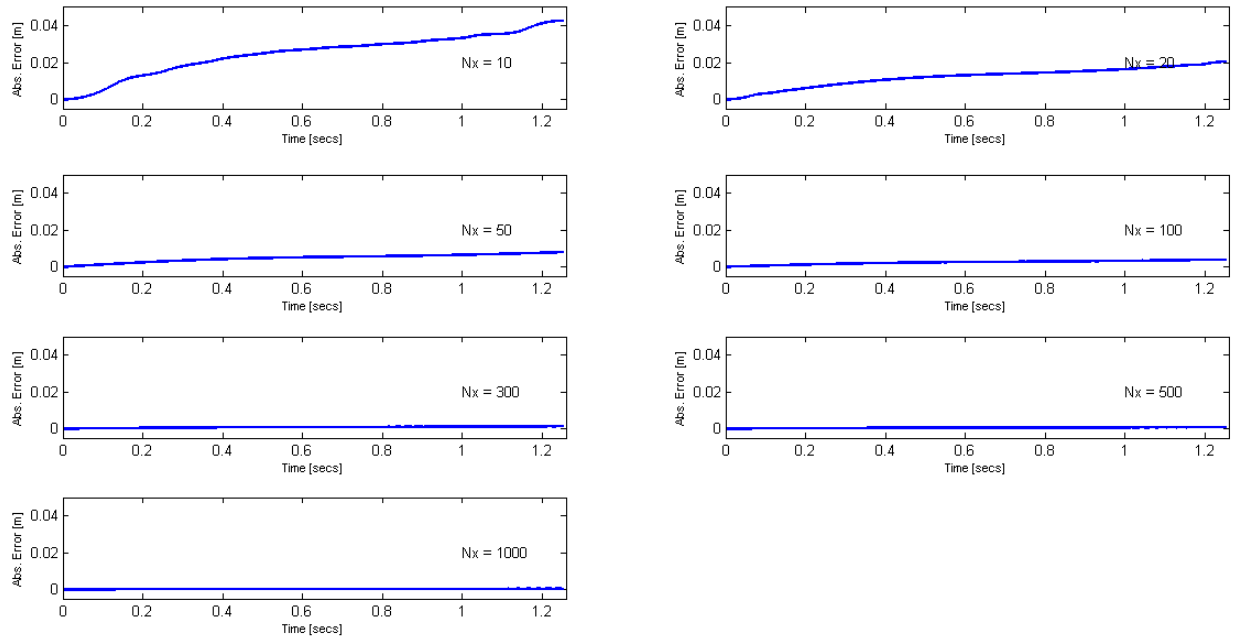 Abs. Error [m]
0.04
0.02
0
Nx = 10
0 0.2 0.4 0.6 0.8 1 1.2
Time [secs]
Abs. Error [m]
0.04
0.02
0
Nx = 20
0 0.2 0.4 0.6 0.8 1 1.2
Time [secs]
Abs. Error [m]
0.04
0.02
0
Nx = 50
0 0.2 0.4 0.6 0.8 1 1.2
Time [secs]
Abs. Error [m]
0.04
0.02
0
Nx = 100
0 0.2 0.4 0.6 0.8 1 1.2
Time [secs]
Abs. Error [m]
0.04
0.02
0
Nx = 300
0 0.2 0.4 0.6 0.8 1 1.2
Time [secs]
Abs. Error [m]
0.04
0.02
0
Nx = 500
0 0.2 0.4 0.6 0.8 1 1.2
Time [secs]
Abs. Error [m]
0.04
0.02
0
Nx = 1000
0 0.2 0.4 0.6 0.8 1 1.2
Time [secs]